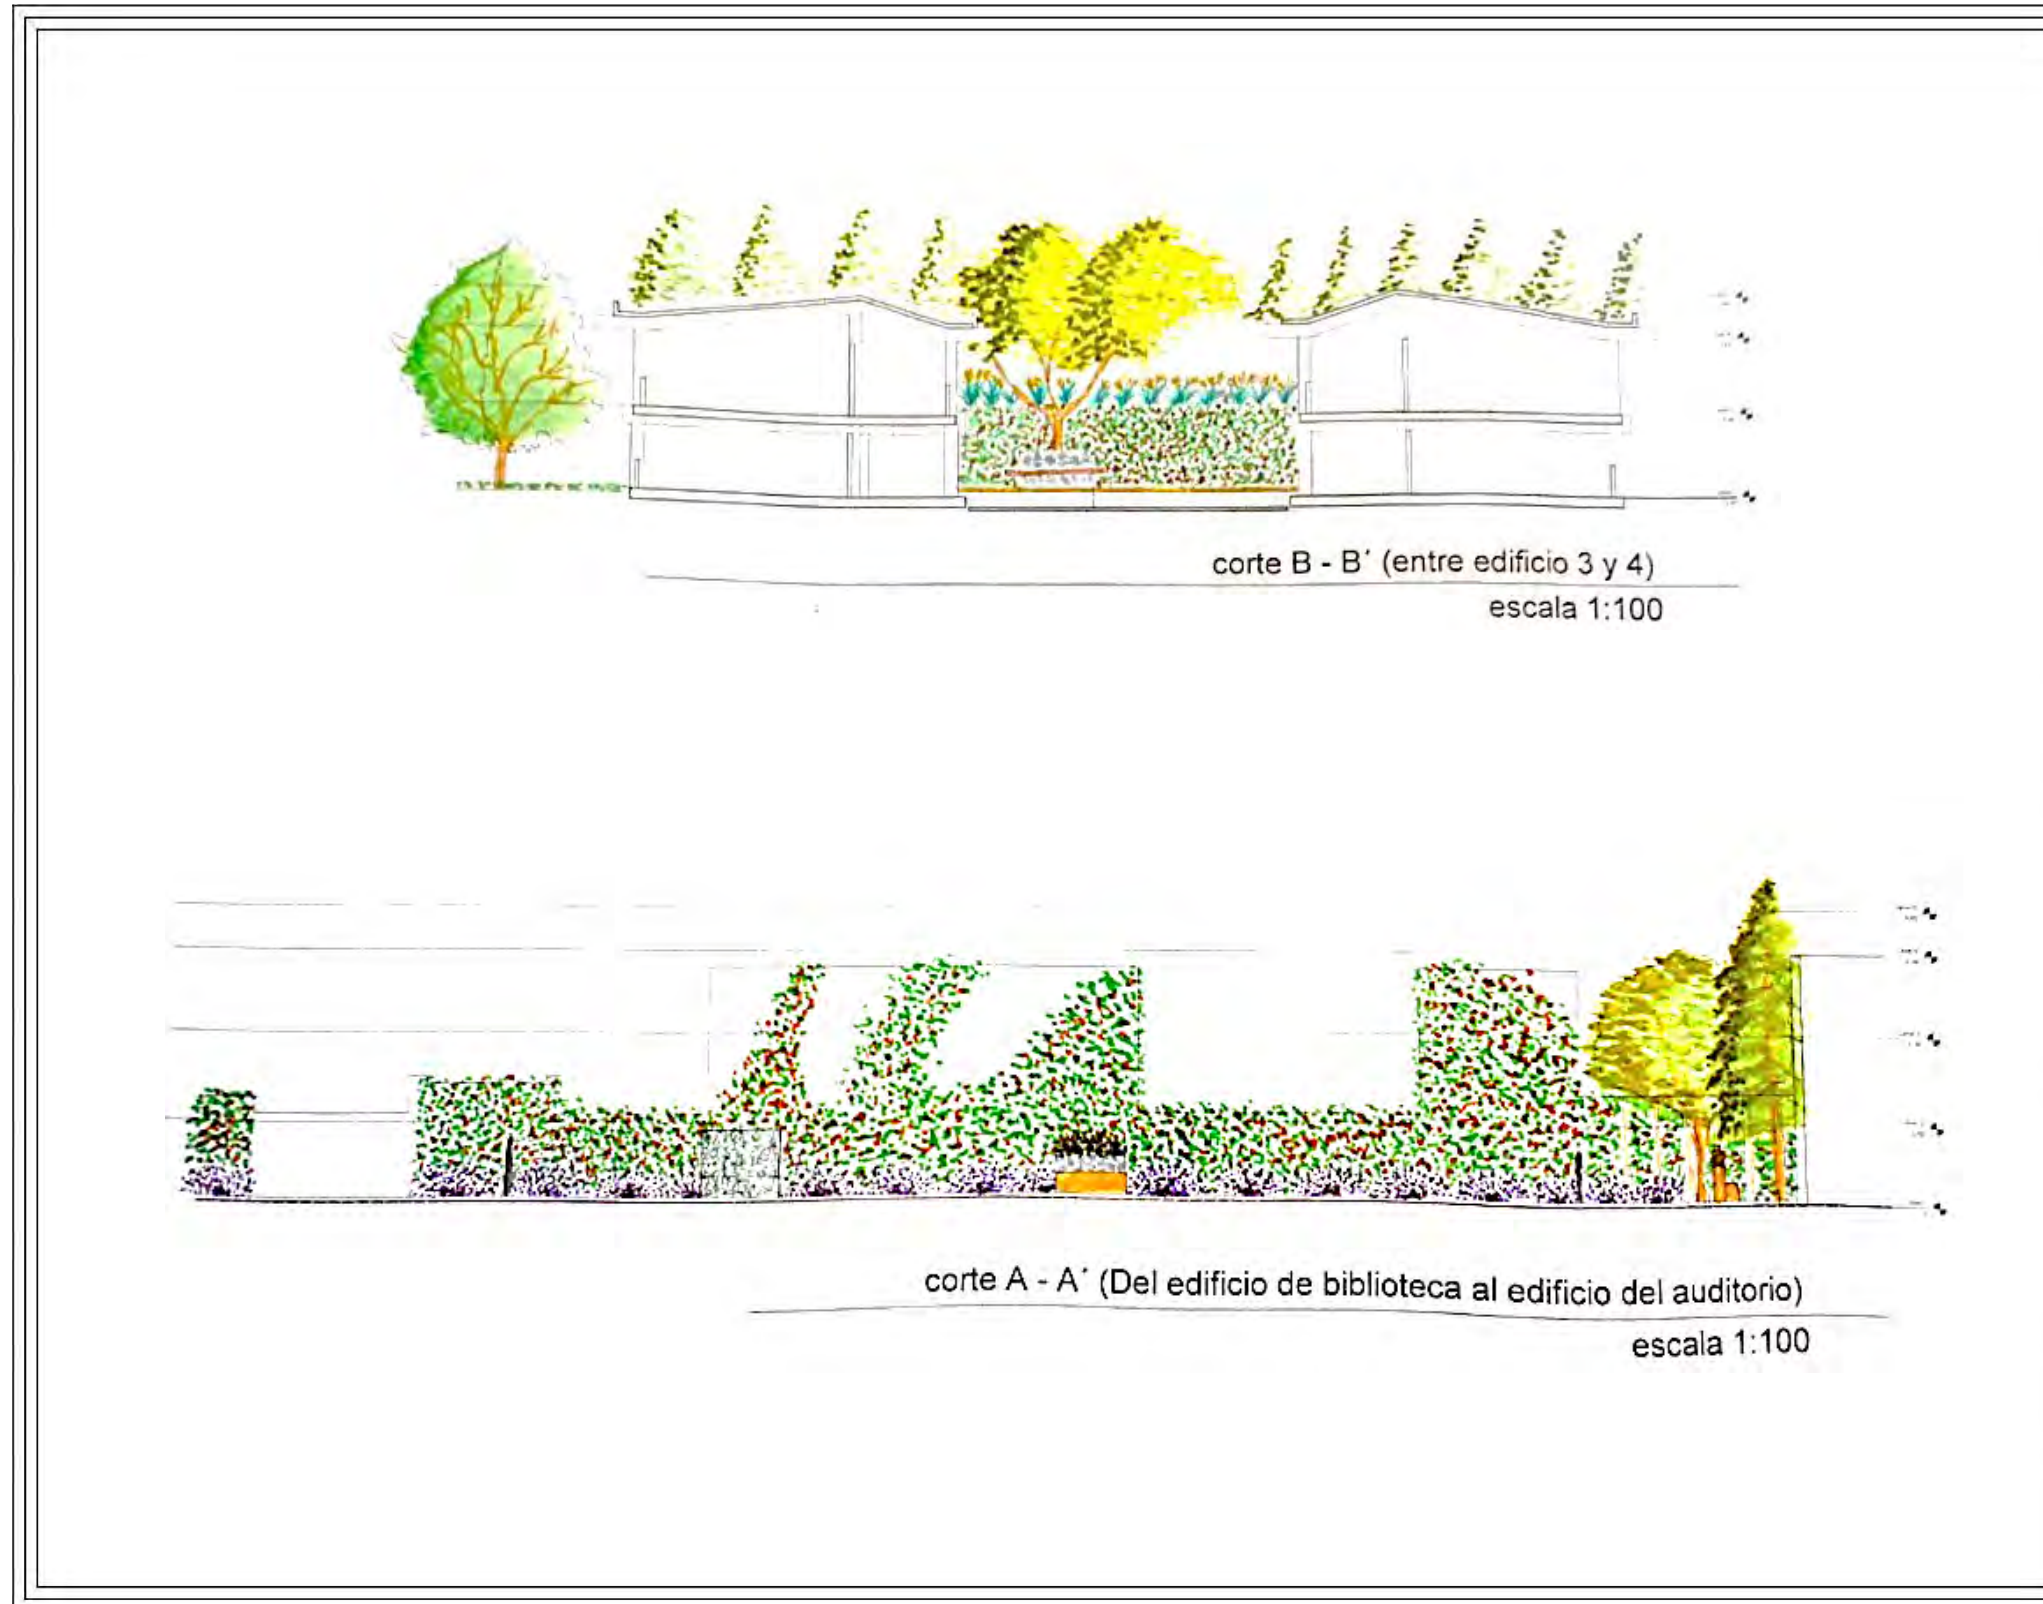 corte B - B´ (entre edificio 3 y 4)
escala 1:100
corte A - A´ (Del edificio de biblioteca al edificio del auditorio)
escala 1:100